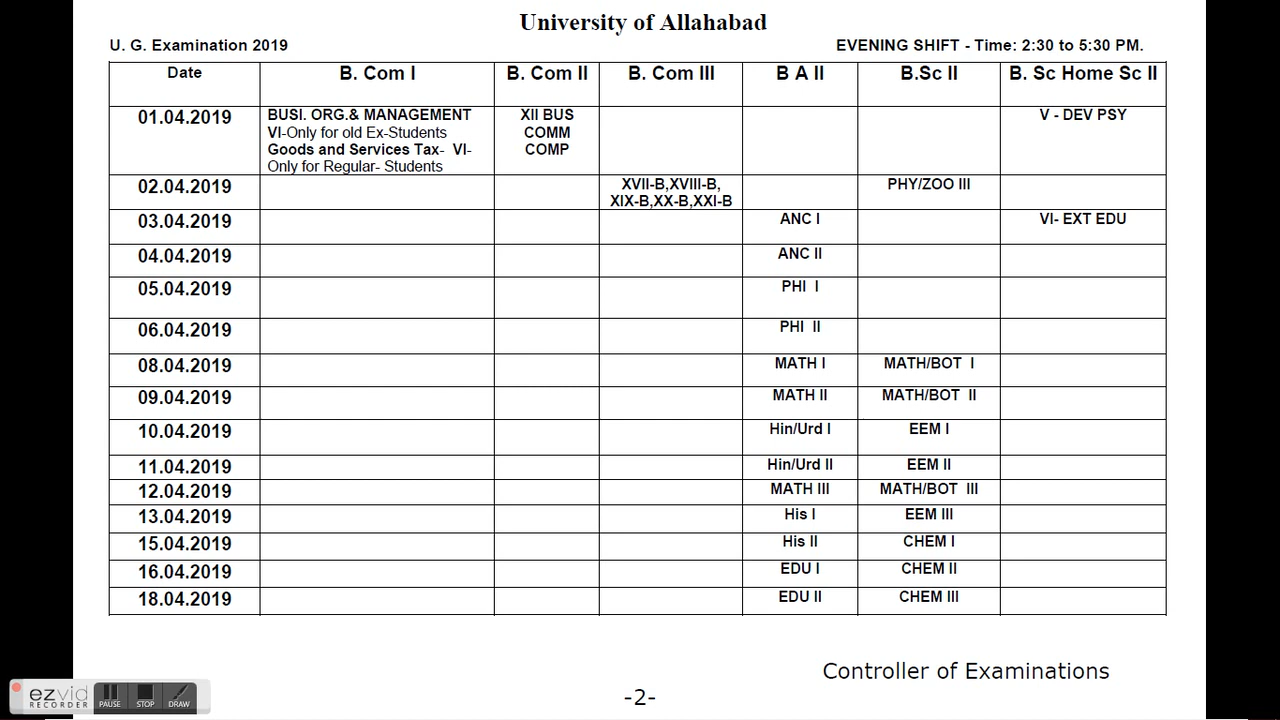 University of Allahabad
U. G. Examination 2019 EVENING SHIFT - Time: 2:30 to 5:30 PM.
Date B. Com I B. Com II B. Com III B A II B.Sc II B. Sc Home Sc II
01.04.2019 BUSI. ORG.& MANAGEMENT XII BUS V - DEV PSY
VI-Only for old Ex-Students COMM
Goods and Services Tax- VI- COMP
Only for Regular- Students
02.04.2019 XVII-B,XVIII-B, PHY/ZOO III
XIX-B,XX-B,XXI-B
03.04.2019 ANC I VI- EXT EDU
04.04.2019 ANC II
05.04.2019 PHI I
06.04.2019 PHI II
08.04.2019 MATH I MATH/BOT I
09.04.2019 MATH II MATH/BOT II
10.04.2019 Hin/Urd I EEM I
11.04.2019 Hin/Urd II EEM II
12.04.2019 MATH III MATH/BOT III
13.04.2019 His I EEM III
15.04.2019 His II CHEM I
16.04.2019 EDU I CHEM II
18.04.2019 EDU II CHEM III
Controller of Examinations
-2-
ezvid
RECORDER
PAUSE STOP DRAW